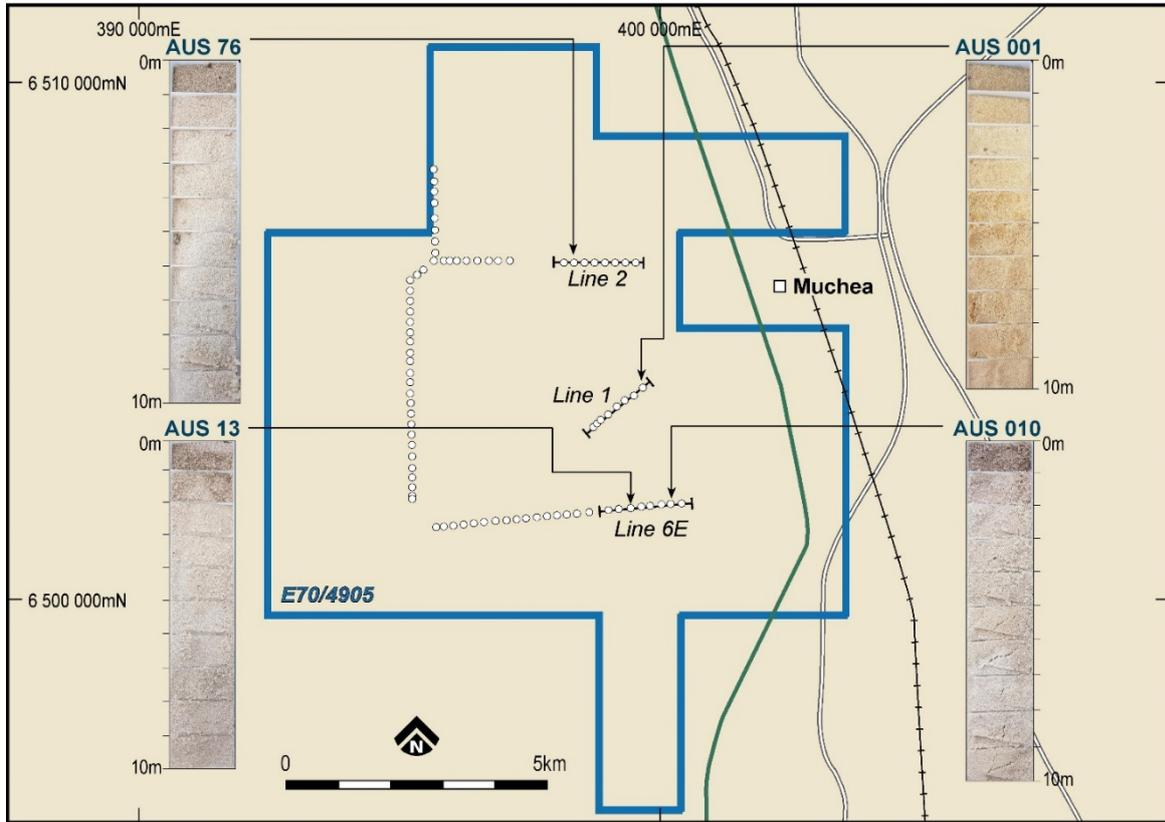 390 000mE
400 000mE
AUS 76
AUS 001
0m
0m
6 510 000mN
Line 2
Muchea
Line 1
10m
10m
AUS 13
AUS 010
0m
0m
Line 6E
E70/4905
6 500 000mN
N
0
5km
10m
10m